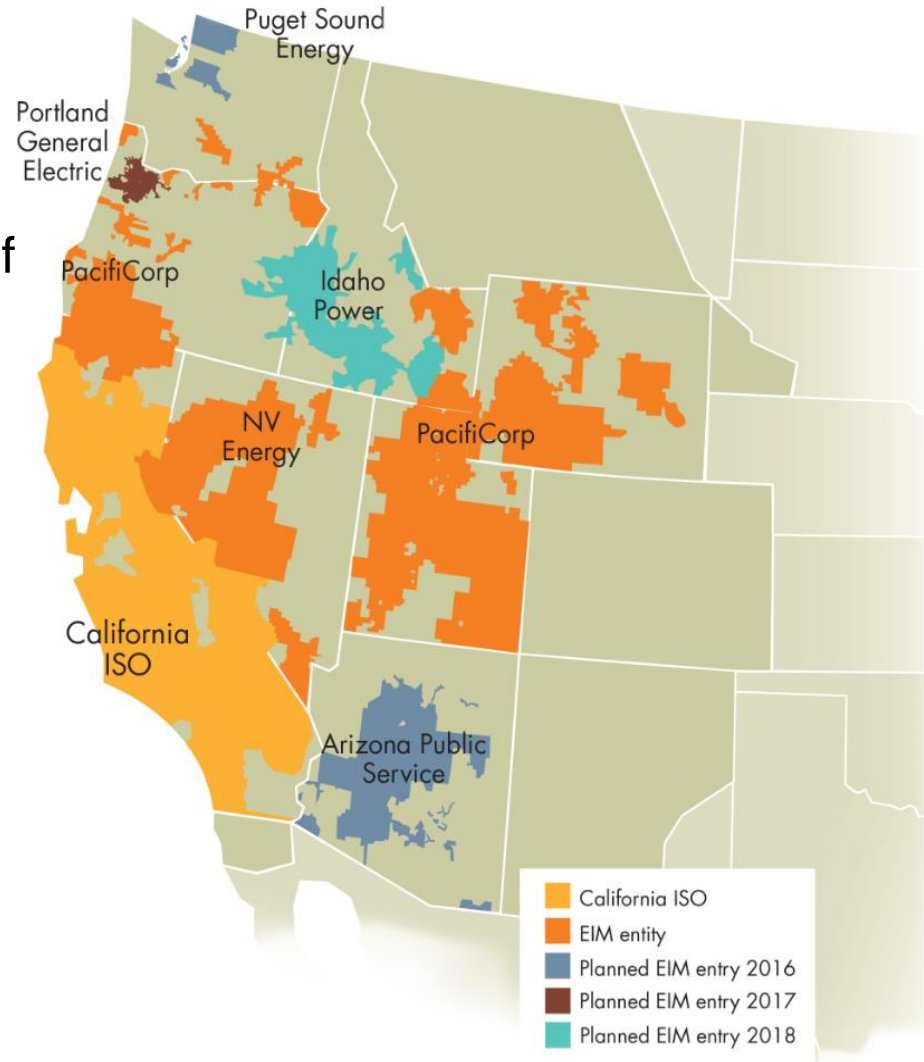 Puget Sound
Energy
Portland
General
Electric
f
PacifiCorp
Idaho
Power
NV
Energy
PacifiCorp
California
ISO
Arizona Public
Service
California ISO
EIM entity
Planned EIM entry 2016
Planned EIM entry 2017
Planned EIM entry 2018